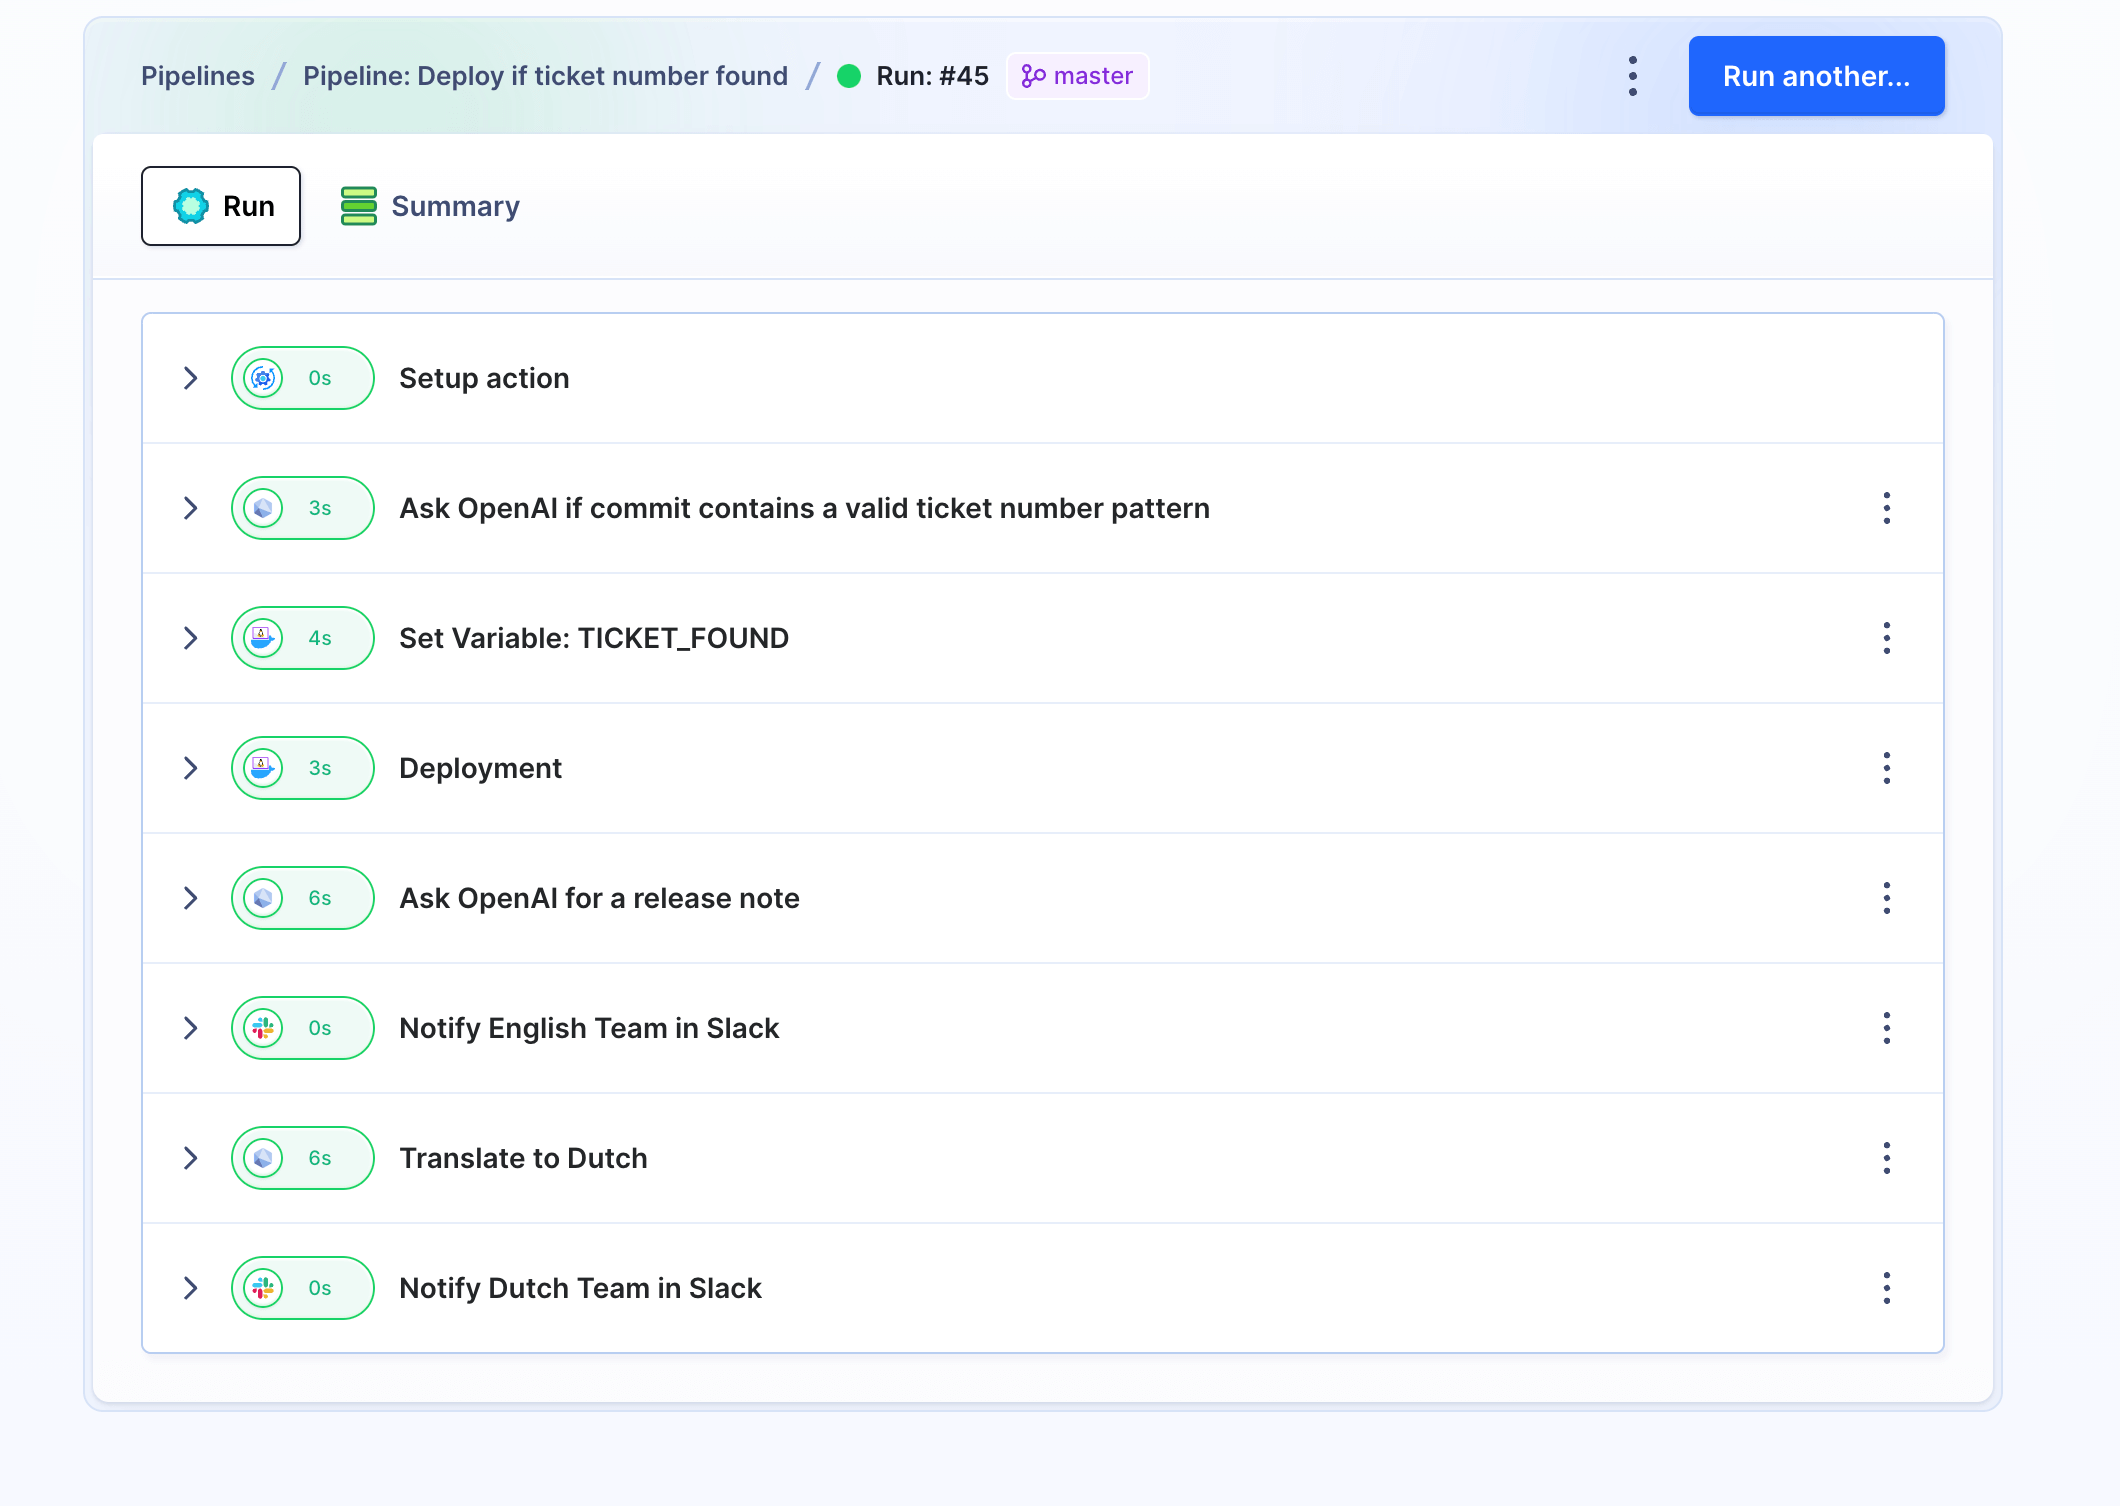 Pipelines / Pipeline: Deploy if ticket number found / Run: #45 master Run another...
Run Summary
0s Setup action
3s Ask OpenAI if commit contains a valid ticket number pattern
4s Set Variable: TICKET_FOUND
3s Deployment
6s Ask OpenAI for a release note
0s Notify English Team in Slack
6s Translate to Dutch
0s Notify Dutch Team in Slack